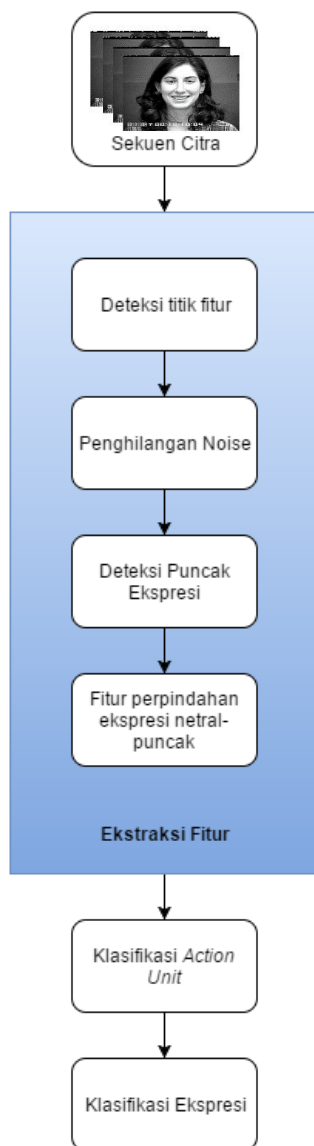 Sekuen Citra
Deteksi titik fitur
Penghilangan Noise
Deteksi Puncak
Ekspresi
Fitur perpindahan
ekspresi netral-
puncak
Ekstraksi Fitur
Klasifikasi Action
Unit
Klasifikasi Ekspresi